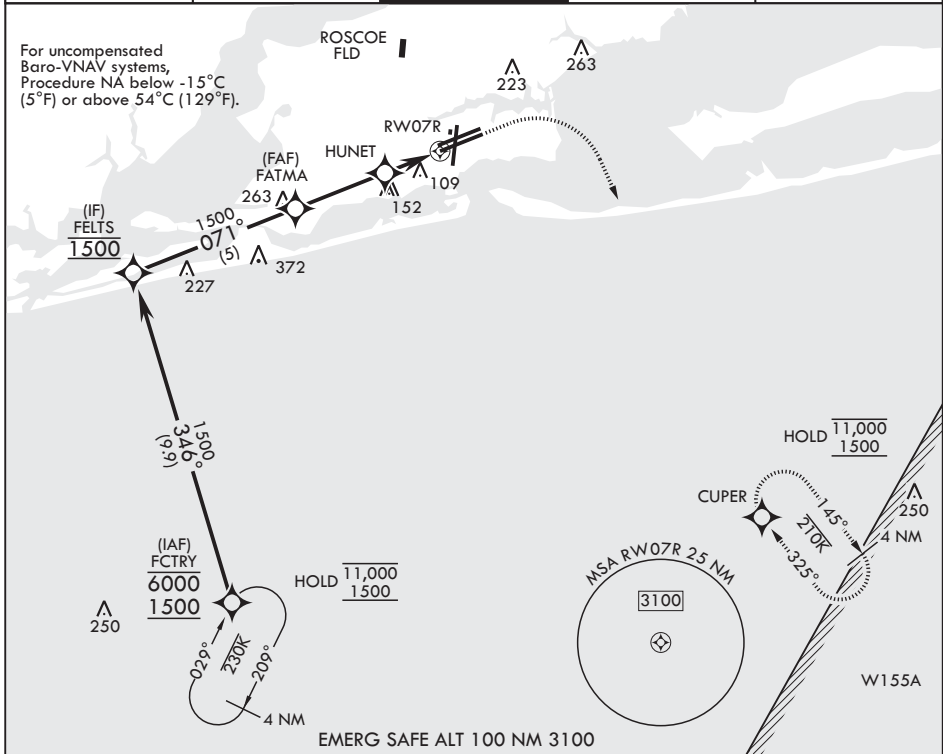 For uncompensated
Baro-VNAV systems,
Procedure NA below -15°C
(5°F) or above 54°C (129°F).
ROSCOE
FLD
263
223
RW07R
HUNET
109
152
(FAF)
FATMA
263
(IF)
FELTS
1500
1500
071°
(5)
227
372
1500
346°
(9.9)
HOLD 11,000
1500
CUPER
145°
210K
325°
4 NM
250
(IAF)
FCTRY
6000
1500
HOLD 11,000
1500
250
029°
230K
209°
4 NM
MSA RW07R 25 NM
3100
W155A
EMERG SAFE ALT 100 NM 3100